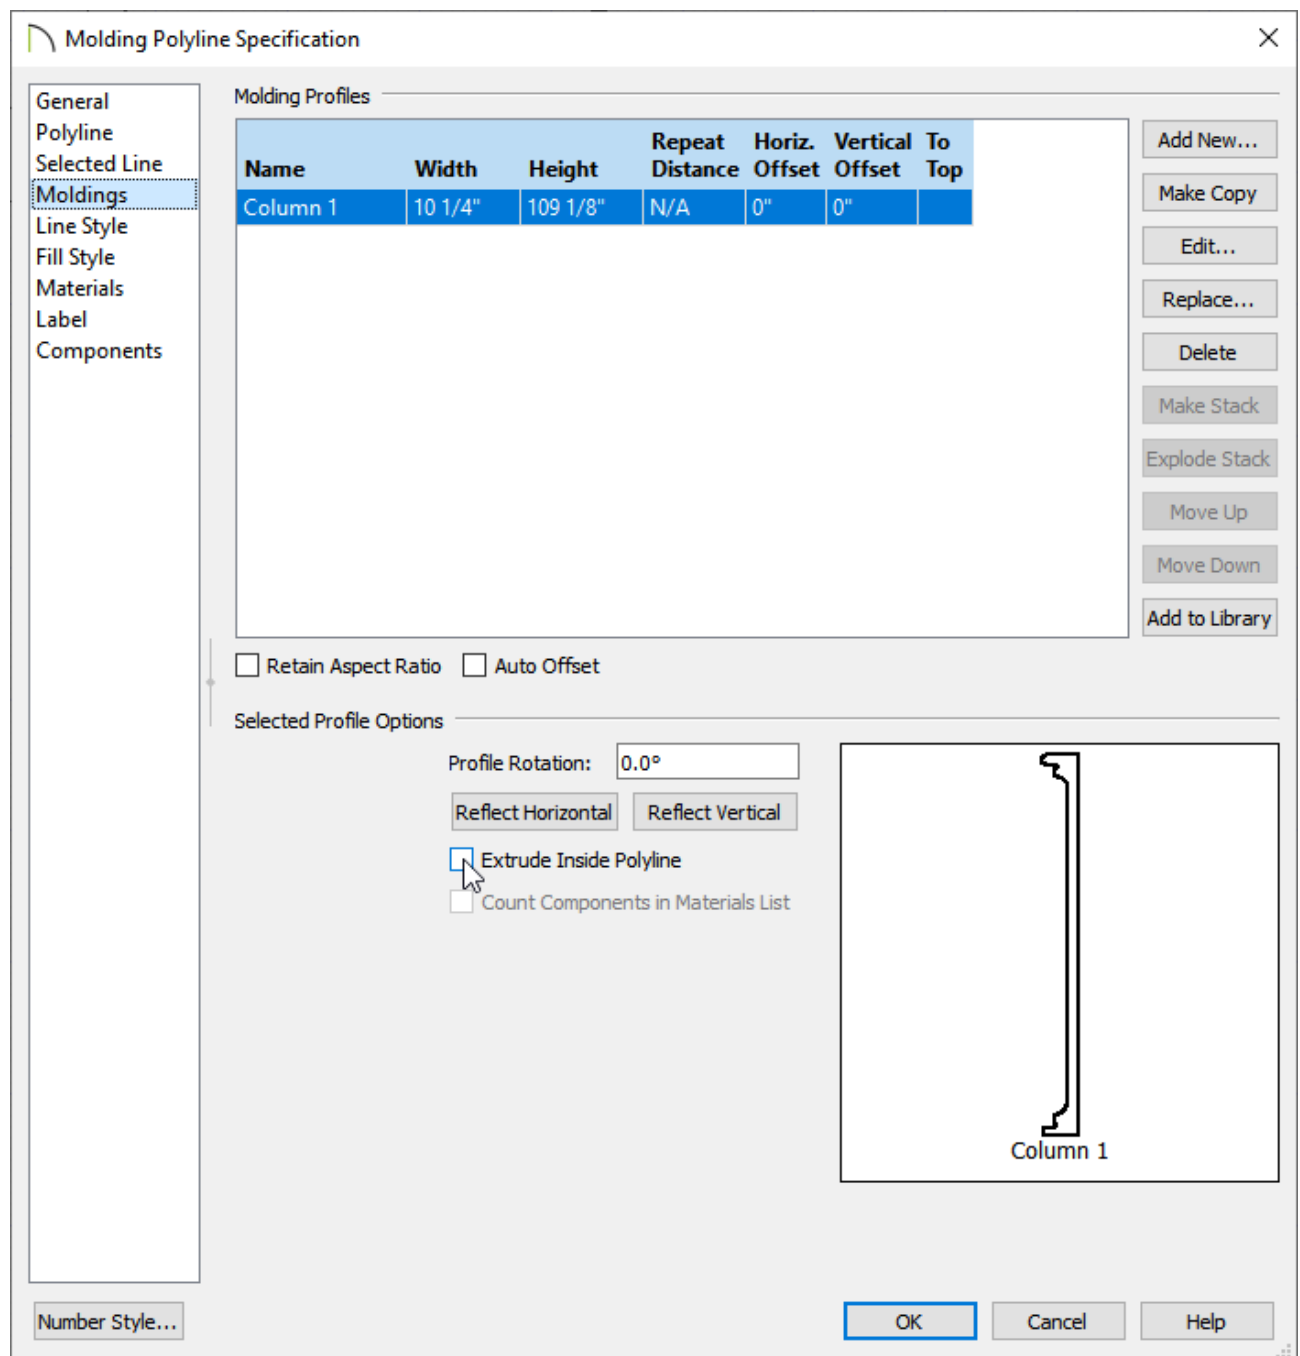 Molding Polyline Specification
General
Polyline
Selected Line
Moldings
Line Style
Fill Style
Materials
Label
Components
Molding Profiles
Name Width Height Repeat Distance Horiz. Offset Vertical Offset To Top
Column 1 10 1/4" 109 1/8" N/A 0" 0"
Add New...
Make Copy
Edit...
Replace...
Delete
Make Stack
Explode Stack
Move Up
Move Down
Add to Library
Retain Aspect Ratio Auto Offset
Selected Profile Options
Profile Rotation: 0.0°
Reflect Horizontal Reflect Vertical
Extrude Inside Polyline
Count Components in Materials List
Column 1
Number Style... OK Cancel Help